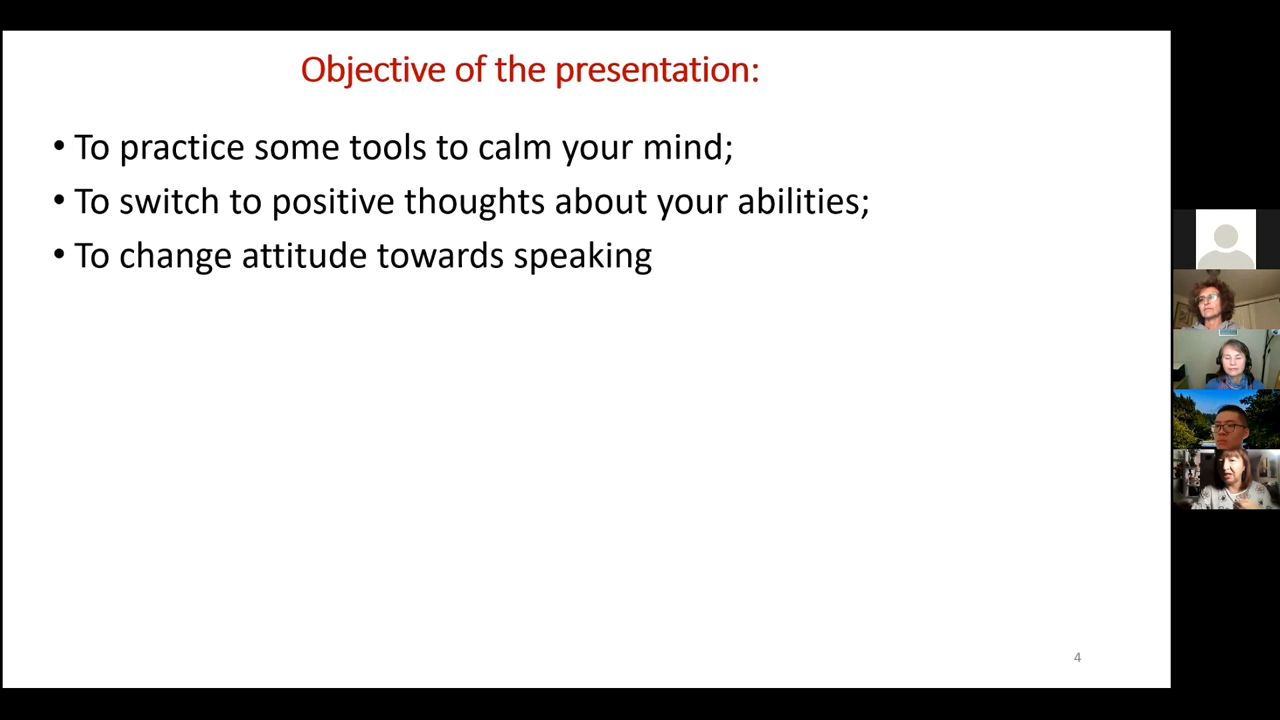 Objective of the presentation:
• To practice some tools to calm your mind;
• To switch to positive thoughts about your abilities;
• To change attitude towards speaking
4